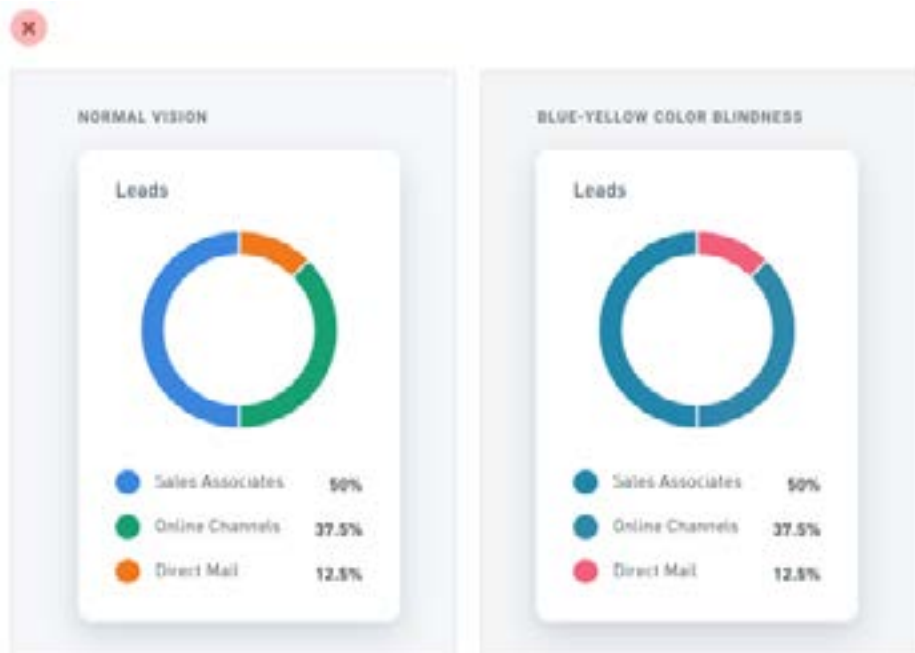 NORMAL VISION
Leads
Sales Associates 50%
Online Channels 37.5%
Direct Mail 12.5%
BLUE-YELLOW COLOR BLINDNESS
Leads
Sales Associates 50%
Online Channels 37.5%
Direct Mail 12.5%